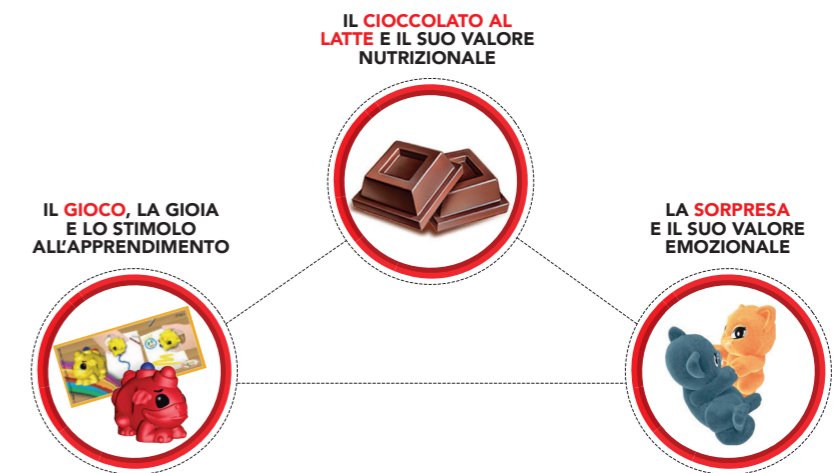 IL CIOCCOLATO AL
LATTE E IL SUO VALORE
NUTRIZIONALE
IL GIOCO, LA GIOIA
E LO STIMOLO
ALL'APPRENDIMENTO
LA SORPRESA
E IL SUO VALORE
EMOZIONALE